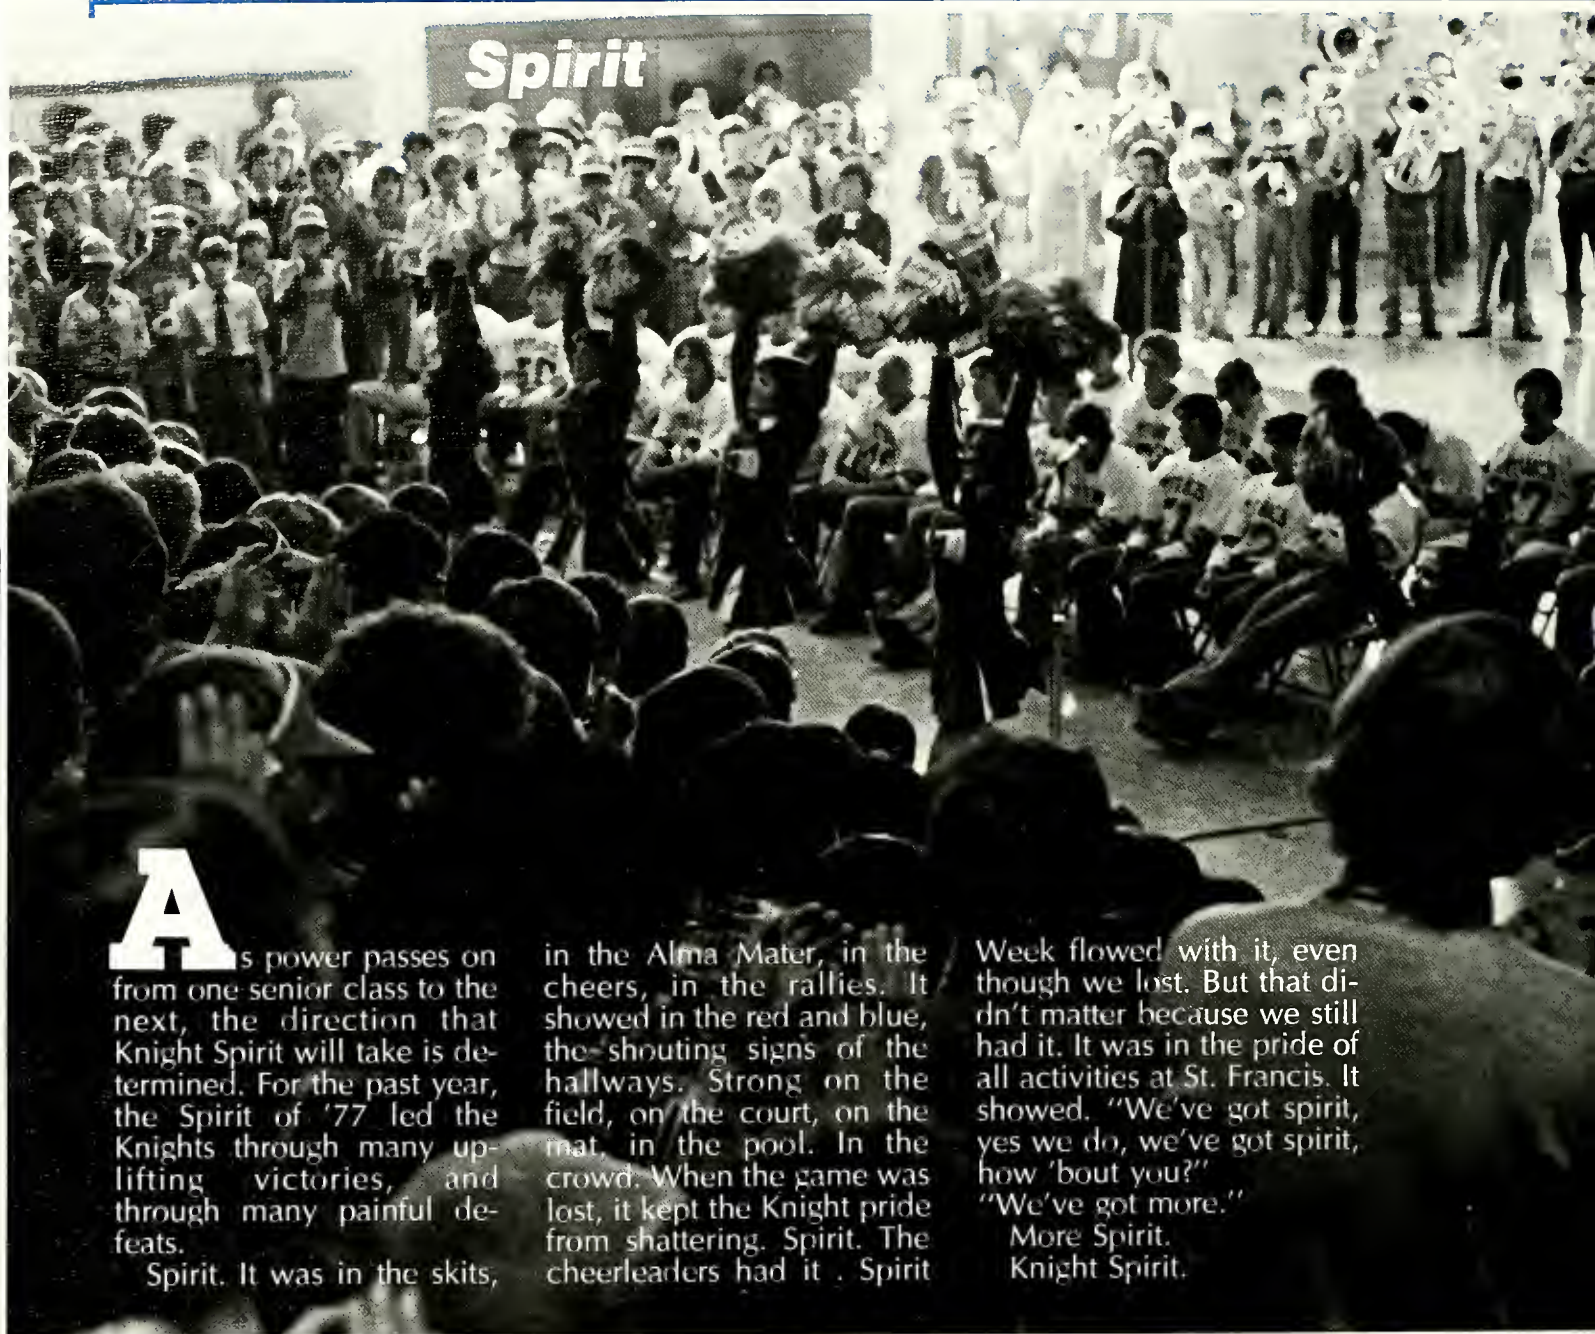 Spirit
As power passes on
from one senior class to the
next, the direction that
Knight Spirit will take is de-
termined. For the past year,
the Spirit of '77 led the
Knights through many up-
lifting victories, and
through many painful de-
feats.
Spirit. It was in the skits,
in the Alma Mater, in the
cheers, in the rallies. It
showed in the red and blue,
the shouting signs of the
hallways. Strong on the
field, on the court, on the
mat, in the pool. In the
crowd. When the game was
lost, it kept the Knight pride
from shattering. Spirit. The
cheerleaders had it . Spirit
Week flowed with it, even
though we lost. But that di-
dn't matter because we still
had it. It was in the pride of
all activities at St. Francis. It
showed. "We've got spirit,
yes we do, we've got spirit,
how 'bout you?"
"We've got more."
More Spirit.
Knight Spirit.